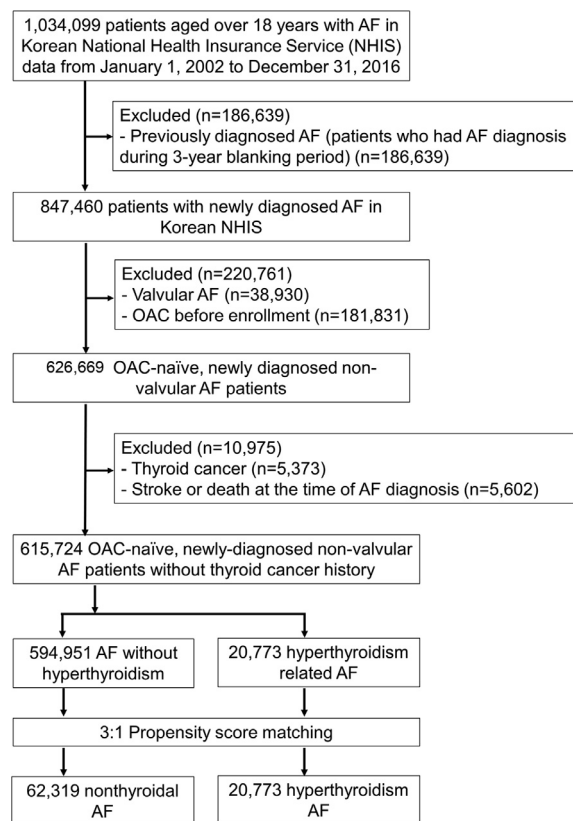 1,034,099 patients aged over 18 years with AF in
Korean National Health Insurance Service (NHIS)
data from January 1, 2002 to December 31, 2016
Excluded (n=186,639)
- Previously diagnosed AF (patients who had AF diagnosis
during 3-year blanking period) (n=186,639)
847,460 patients with newly diagnosed AF in
Korean NHIS
Excluded (n=220,761)
- Valvular AF (n=38,930)
- OAC before enrollment (n=181,831)
626,669 OAC-naïve, newly diagnosed non-
valvular AF patients
Excluded (n=10,975)
- Thyroid cancer (n=5,373)
- Stroke or death at the time of AF diagnosis (n=5,602)
615,724 OAC-naïve, newly-diagnosed non-valvular
AF patients without thyroid cancer history
594,951 AF without
hyperthyroidism
20,773 hyperthyroidism
related AF
3:1 Propensity score matching
62,319 nonthyroidal
AF
20,773 hyperthyroidism
AF